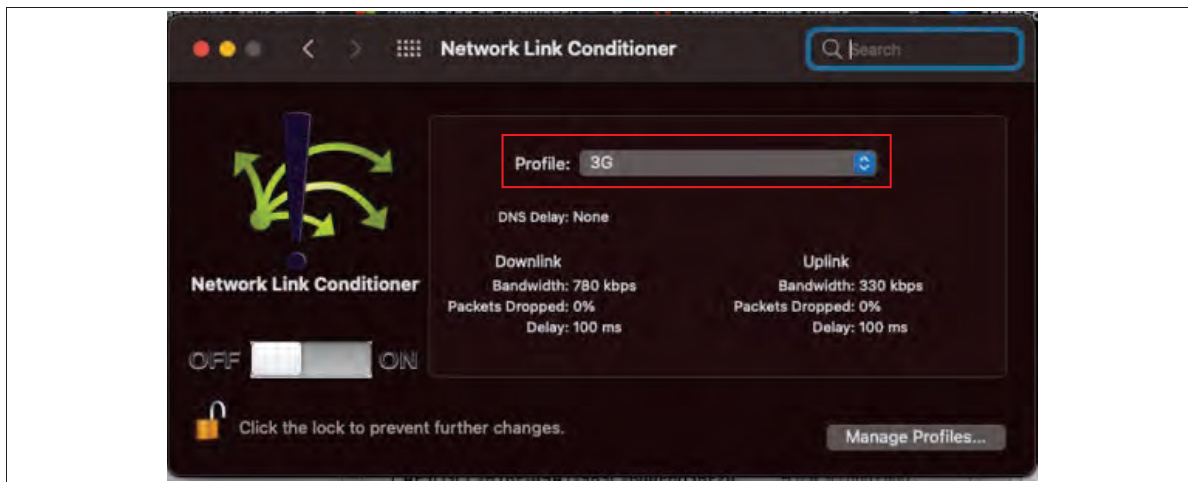 Network Link Conditioner
Search
Profile: 3G
DNS Delay: None
Downlink
Bandwidth: 780 kbps
Packets Dropped: 0%
Delay: 100 ms
Uplink
Bandwidth: 330 kbps
Packets Dropped: 0%
Delay: 100 ms
Network Link Conditioner
OFF ON
Click the lock to prevent further changes.
Manage Profiles...